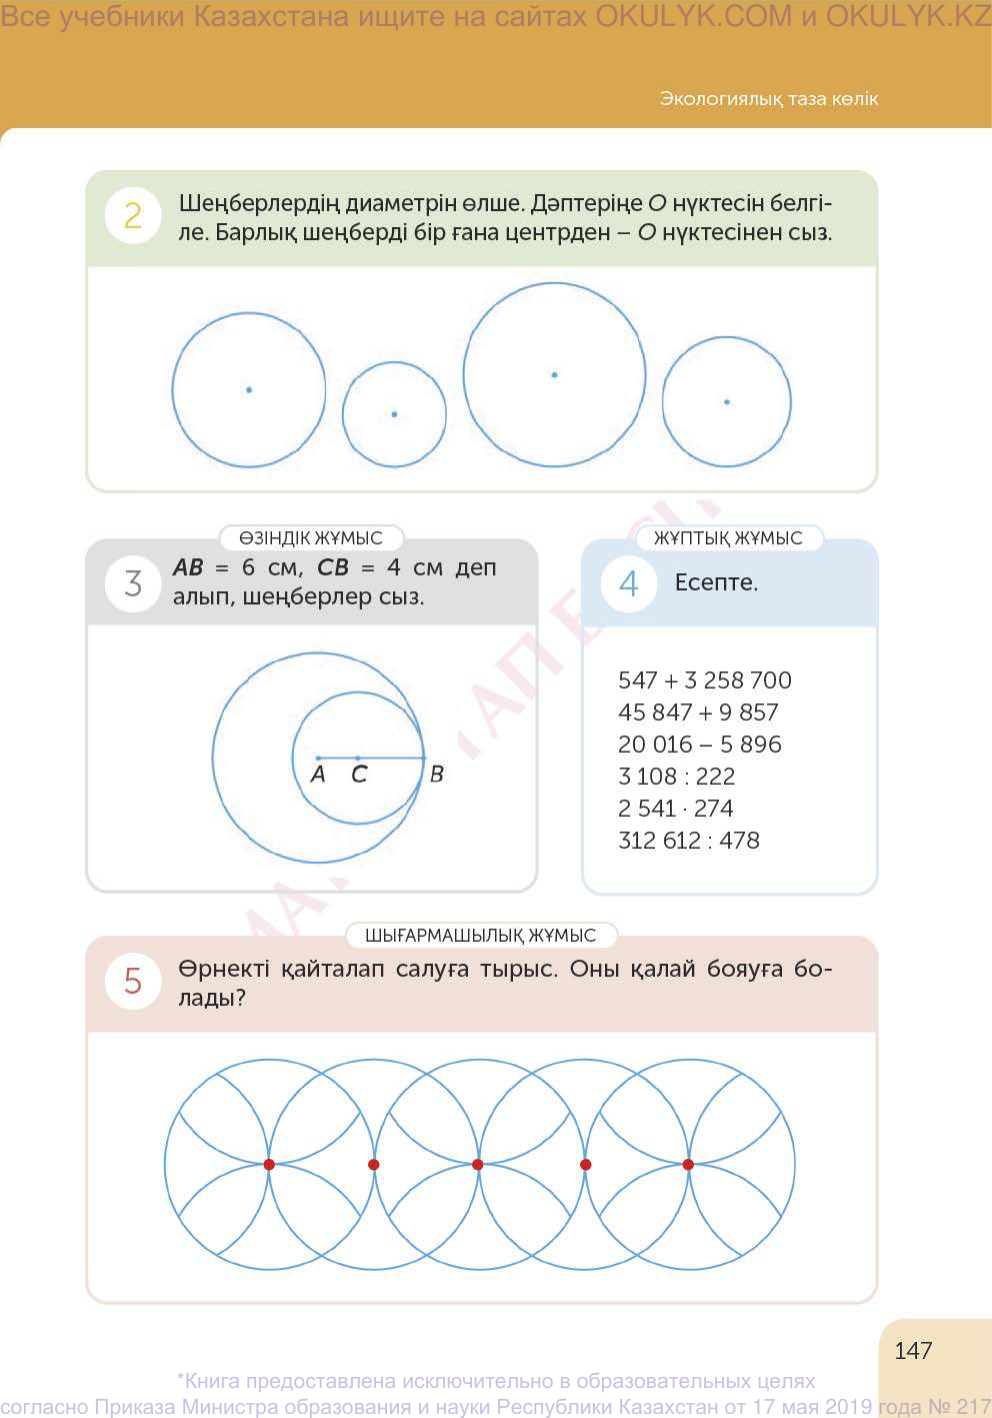 Все учебники Казахстана ищите на сайтах OKULYK.COM и OKULYK.KZ
Экологиялық таза көлік
2
Шеңберлердің диаметрін өлше. Дәптеріңе О нүктесін белгі-
ле. Барлық шеңберді бір ғана центрден – О нүктесінен сыз.
ӨЗІНДІК ЖҰМЫС
3
АВ = 6 см, СВ = 4 см деп
алып, шеңберлер сыз.
А С В
ЖҰПТЫҚ ЖҰМЫС
4
Есепте.
547 + 3 258 700
45 847 + 9 857
20 016 – 5 896
3 108 : 222
2 541 · 274
312 612 : 478
ШЫҒАРМАШЫЛЫҚ ЖҰМЫС
5
Өрнекті қайталап салуға тырыс. Оны қалай бояуға бо-
лады?
147
*Книга предоставлена исключительно в образовательных целях
согласно Приказа Министра образования и науки Республики Казахстан от 17 мая 2019 года № 217